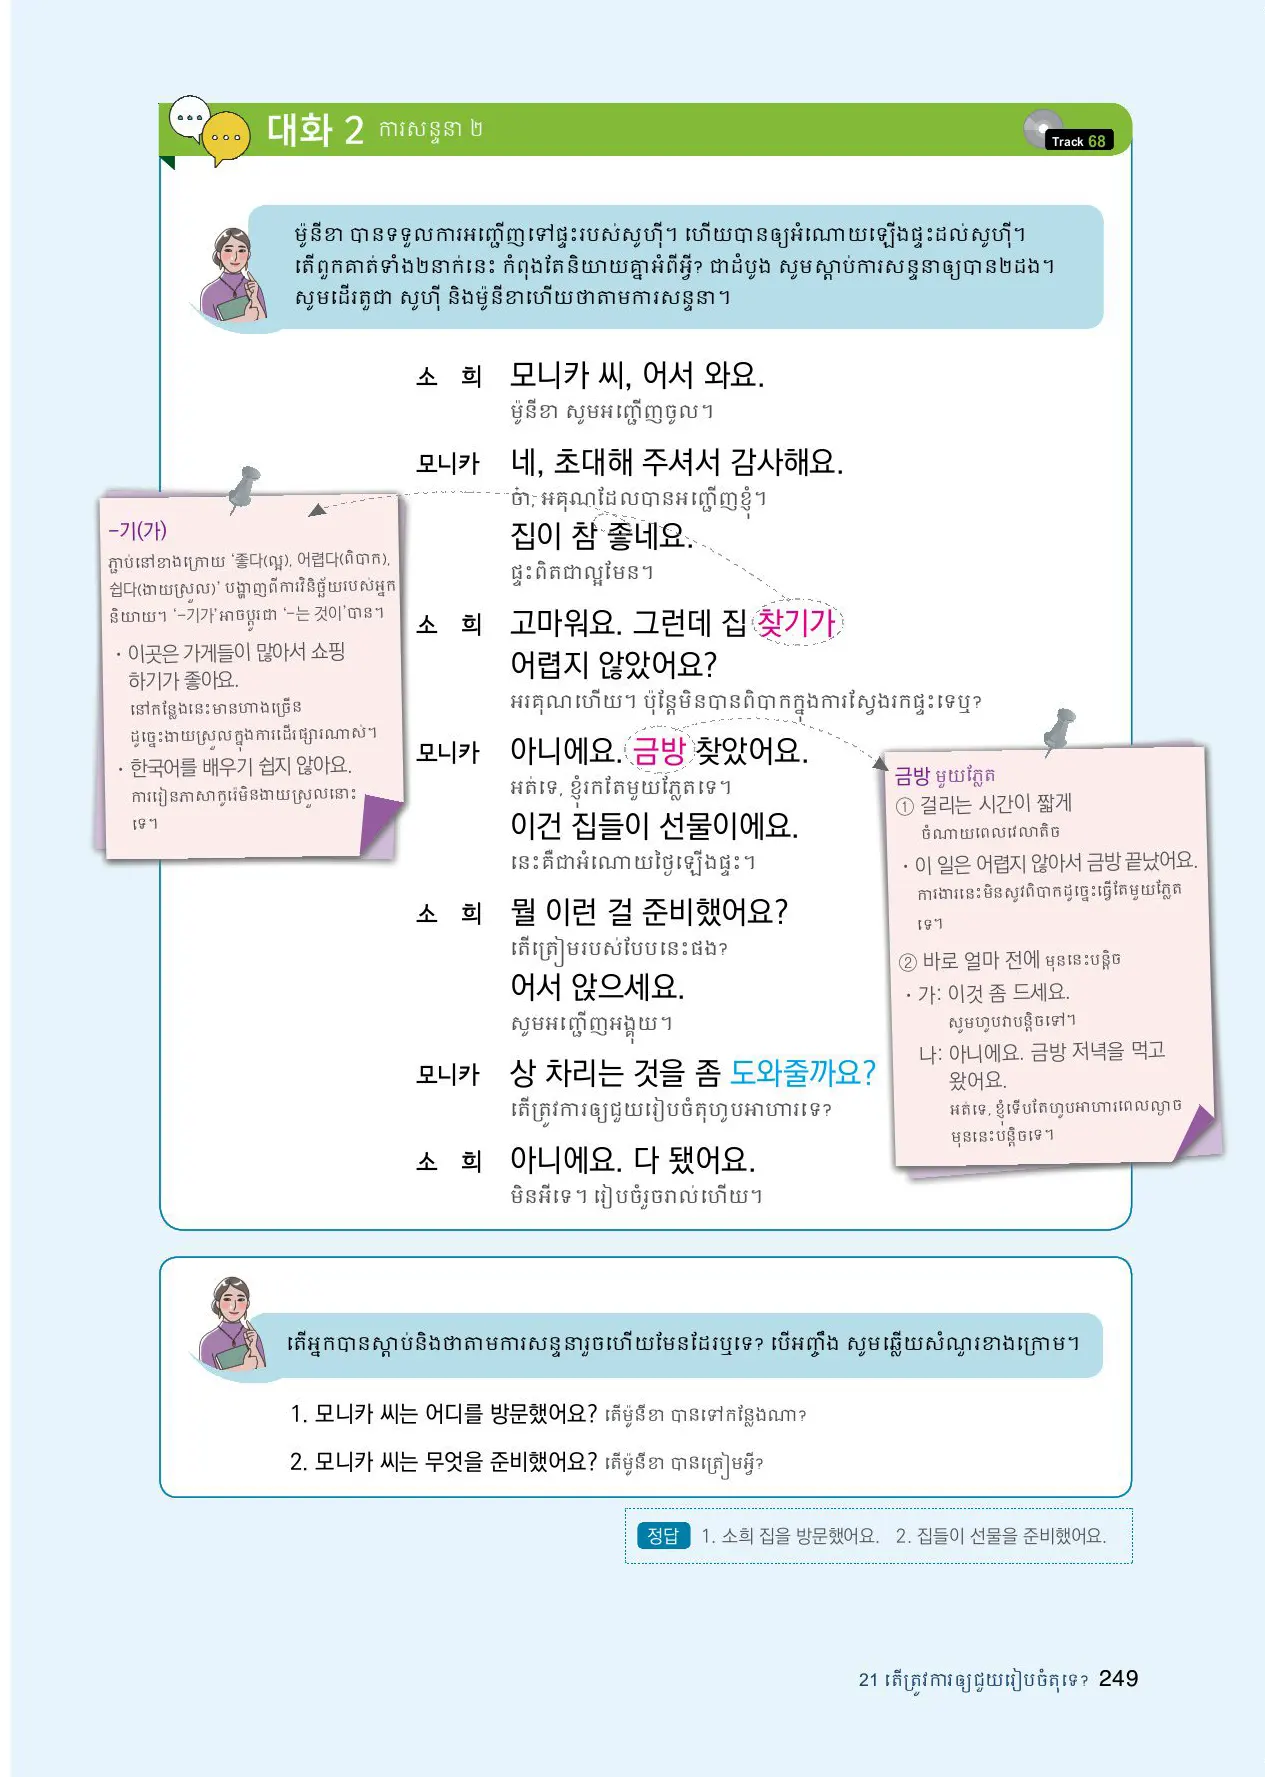 대화 2 ការសន្ទនា ២
Track 68
ម៉ូនីខា បានទទូលការអញ្ជើញទៅផ្ទះរបស់សូហ៊ី។ ហើយបានឲ្យអំណោយឡើងផ្ទះដល់សូហ៊ី។
តើពួកគាត់ទាំង២នាក់នេះ កំពុងតែនិយាយគ្នាអំពីអ្វី? ជាដំបូង សូមស្តាប់ការសន្ទនាឲ្យបាន២ដង។
សូមដើរតួជា សូហ៊ី និងម៉ូនីខាហើយថាតាមការសន្ទនា។
소 희 모니카 씨, 어서 와요.
ម៉ូនីខា សូមអញ្ជើញចូល។
모니카 네, 초대해 주셔서 감사해요.
ចា៎, អគុណដែលបានអញ្ជើញខ្ញុំ។
집이 참 좋네요.
ផ្ទះពិតជាល្អមែន។
소 희 고마워요. 그런데 집 찾기가
어렵지 않았어요?
អរគុណហើយ។ ប៉ុន្តែមិនបានពិបាកក្នុងការស្វែងរកផ្ទះទេឬ?
모니카 아니에요. 금방 찾았어요.
អត់ទេ, ខ្ញុំរកតែមួយភ្លែតទេ។
이건 집들이 선물이에요.
នេះគឺជាអំណោយថ្ងៃឡើងផ្ទះ។
소 희 뭘 이런 걸 준비했어요?
តើត្រៀមរបស់បែបនេះផង?
어서 앉으세요.
សូមអញ្ជើញអង្គុយ។
모니카 상 차리는 것을 좀 도와줄까요?
តើត្រូវការឲ្យជួយរៀបចំតុហូបអាហារទេ?
소 희 아니에요. 다 됐어요.
មិនអីទេ។ រៀបចំរួចរាល់ហើយ។
-기(가)
ភ្ជាប់នៅខាងក្រោយ ‘좋다(ល្អ), 어렵다(ពិបាក),
쉽다(ងាយស្រួល)’ បង្ហាញពីការវិនិច្ឆ័យរបស់អ្នក
និយាយ។ ‘-기가’អាចប្តូរជា ‘-는 것이’បាន។
· 이곳은 가게들이 많아서 쇼핑
하기가 좋아요.
នៅកន្លែងនេះមានហាងច្រើន
ដូច្នេះងាយស្រួលក្នុងការដើរផ្សារណាស់។
· 한국어를 배우기 쉽지 않아요.
ការរៀនភាសាកូរ៉េមិនងាយស្រួលនោះ
ទេ។
금방 មួយភ្លែត
① 걸리는 시간이 짧게
ចំណាយពេលវេលាតិច
· 이 일은 어렵지 않아서 금방 끝났어요.
ការងារនេះមិនសូវពិបាកដូច្នេះធ្វើតែមួយភ្លែត
ទេ។
② 바로 얼마 전에 មុននេះបន្តិច
· 가: 이것 좀 드세요.
សូមហូបវាបន្តិចទៅ។
나: 아니에요. 금방 저녁을 먹고
왔어요.
អត់ទេ, ខ្ញុំទើបតែហូបអាហារពេលល្ងាច
មុននេះបន្តិចទេ។
តើអ្នកបានស្តាប់និងថាតាមការសន្ទនារួចហើយមែនដែរឬទេ? បើអញ្ចឹង សូមឆ្លើយសំណួរខាងក្រោម។
1. 모니카 씨는 어디를 방문했어요? តើម៉ូនីខា បានទៅកន្លែងណា?
2. 모니카 씨는 무엇을 준비했어요? តើម៉ូនីខា បានត្រៀមអ្វី?
정답 1. 소희 집을 방문했어요. 2. 집들이 선물을 준비했어요.
21 តើត្រូវការឲ្យជួយរៀបចំតុទេ? 249